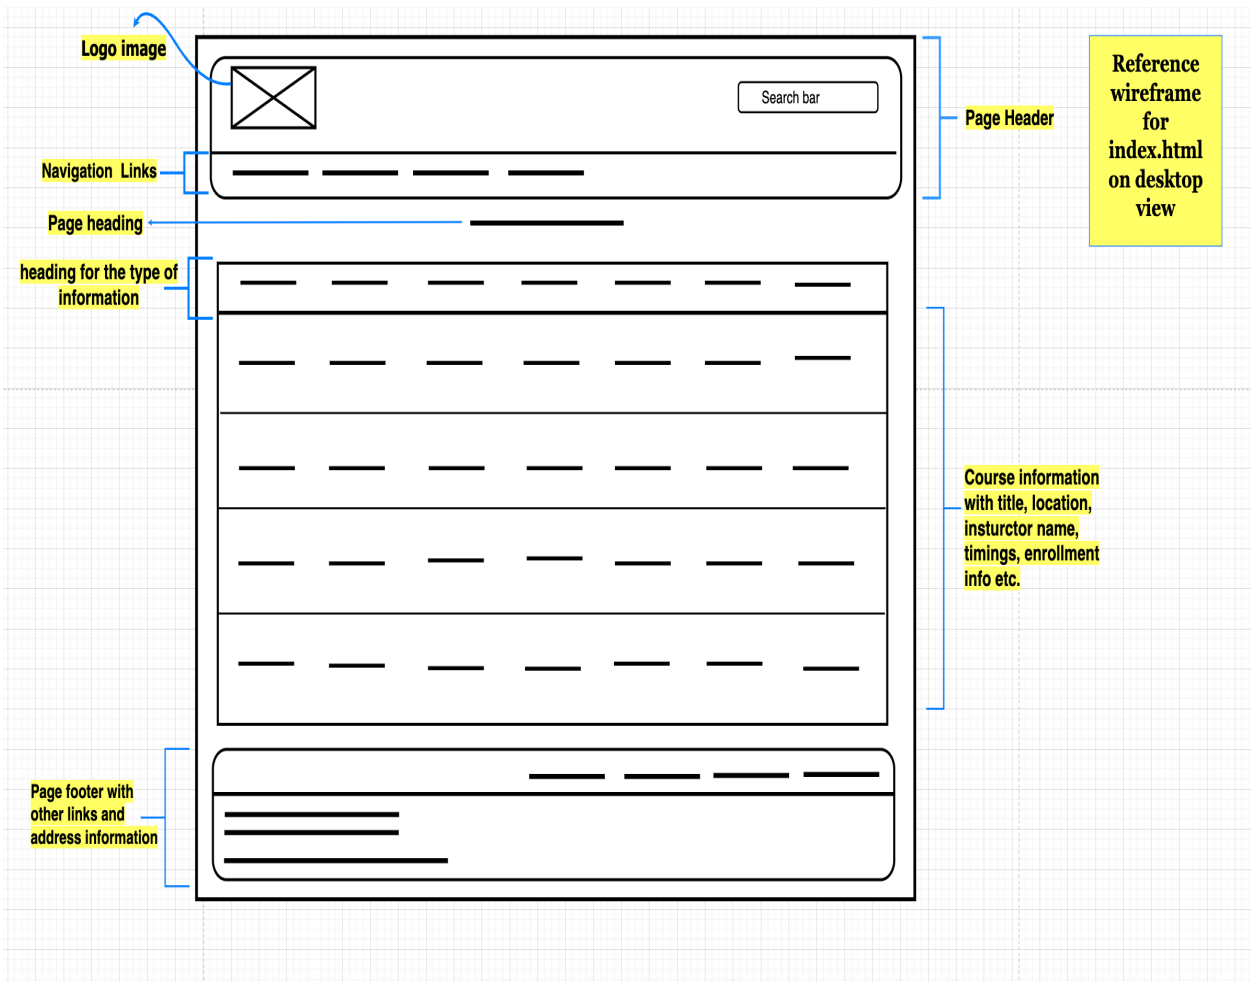 Logo image
Search bar
Page Header
Reference
wireframe
for
index.html
on desktop
view
Navigation  Links
Page heading
heading for the type of
information
Course information
with title, location,
insturctor name,
timings, enrollment
info etc.
Page footer with
other links and
address information